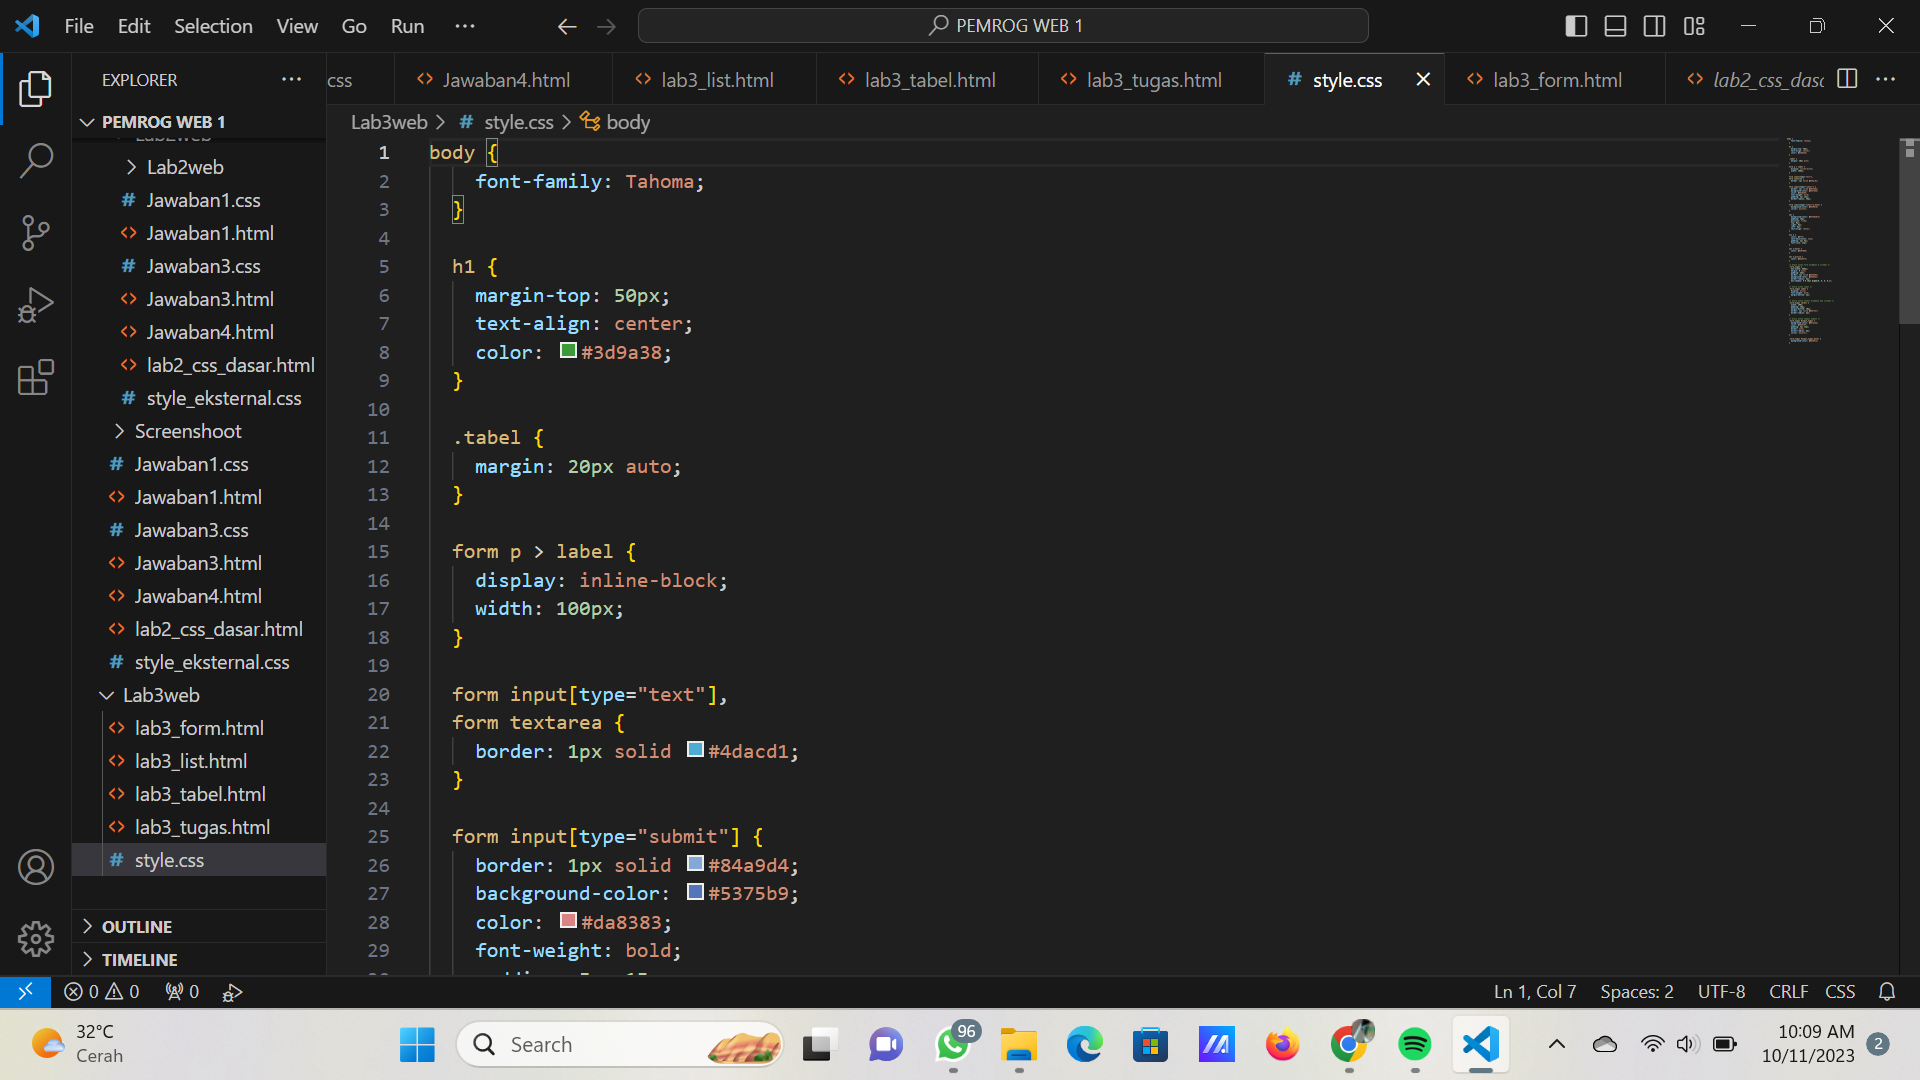 File Edit Selection View Go Run ···
PEMROG WEB 1
EXPLORER ···
PEMROG WEB 1
Lab2web
Lab2web
Jawaban1.css
Jawaban1.html
Jawaban3.css
Jawaban3.html
Jawaban4.html
lab2_css_dasar.html
style_eksternal.css
Screenshoot
Jawaban1.css
Jawaban1.html
Jawaban3.css
Jawaban3.html
Jawaban4.html
lab2_css_dasar.html
style_eksternal.css
Lab3web
lab3_form.html
lab3_list.html
lab3_tabel.html
lab3_tugas.html
style.css
OUTLINE
TIMELINE
css Jawaban4.html lab3_list.html lab3_tabel.html lab3_tugas.html # style.css lab3_form.html lab2_css_dasc
Lab3web > # style.css > body
1 body {
2 font-family: Tahoma;
3 }
4
5 h1 {
6 margin-top: 50px;
7 text-align: center;
8 color: #3d9a38;
9 }
10
11 .tabel {
12 margin: 20px auto;
13 }
14
15 form p > label {
16 display: inline-block;
17 width: 100px;
18 }
19
20 form input[type="text"],
21 form textarea {
22 border: 1px solid #4dacd1;
23 }
24
25 form input[type="submit"] {
26 border: 1px solid #84a9d4;
27 background-color: #5375b9;
28 color: #da8383;
29 font-weight: bold;
0 0 0
Ln 1, Col 7 Spaces: 2 UTF-8 CRLF CSS
32°C
Cerah
Search
96
10:09 AM
10/11/2023
2